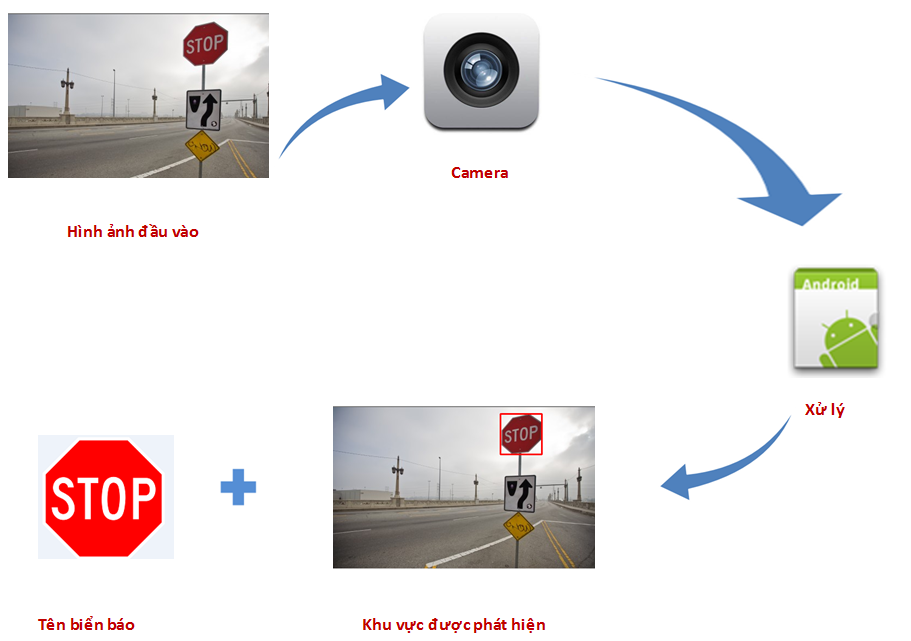 STOP
Camera
Hình ảnh đầu vào
Android
Xử lý
STOP
STOP
Tên biển báo
Khu vực được phát hiện